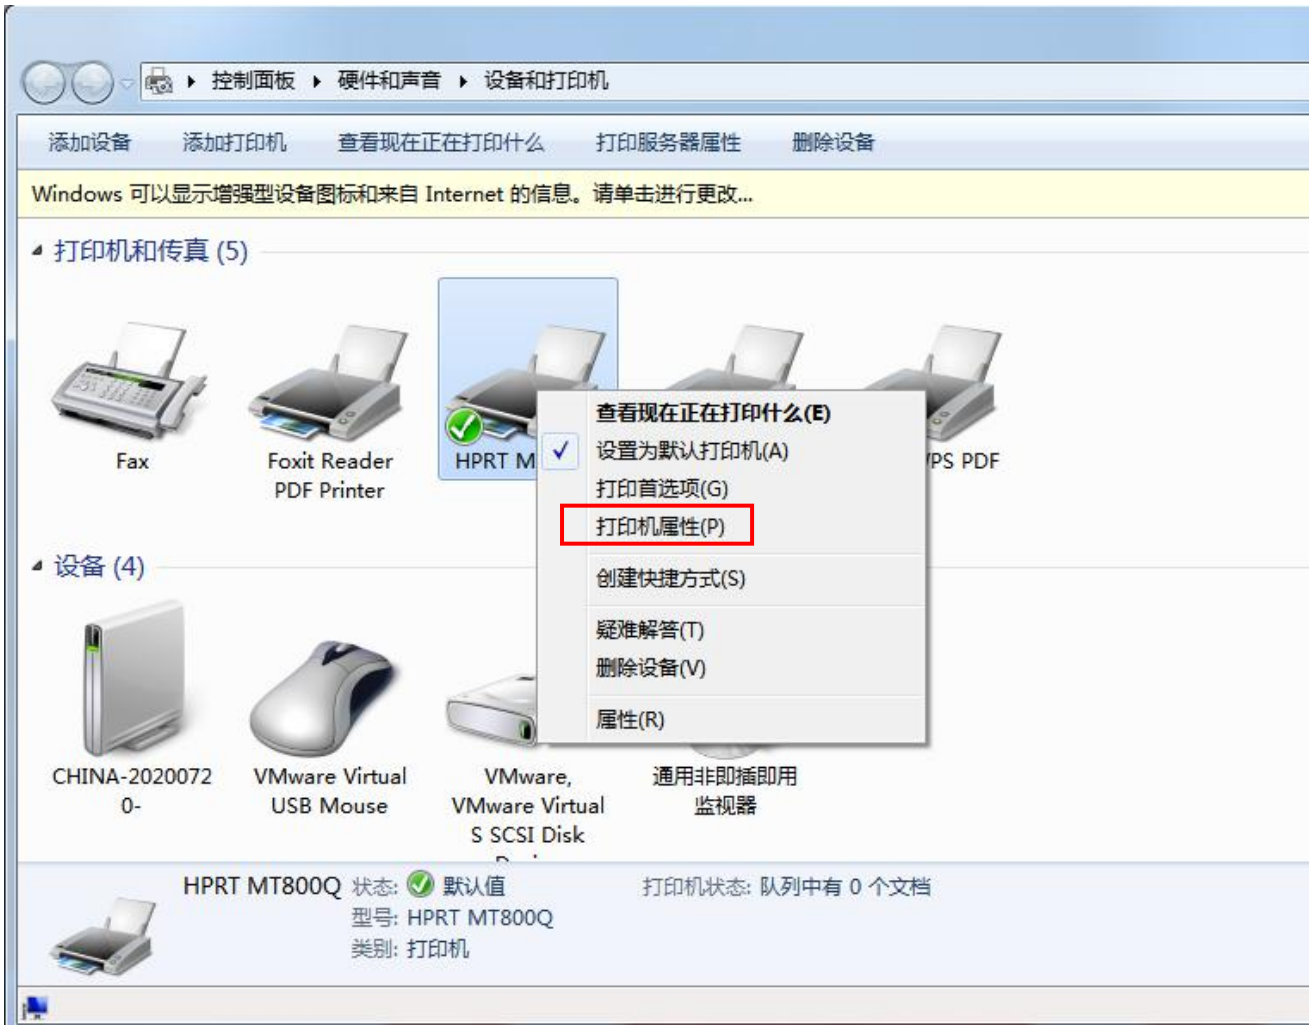 控制面板 硬件和声音 设备和打印机
添加设备 添加打印机 查看现在正在打印什么 打印服务器属性 删除设备
Windows 可以显示增强型设备图标和来自 Internet 的信息。请单击进行更改...
打印机和传真 (5)
Fax
Foxit Reader
PDF Printer
HPRT M
PS PDF
查看现在正在打印什么(E)
设置为默认打印机(A)
打印首选项(G)
打印机属性(P)
创建快捷方式(S)
疑难解答(T)
删除设备(V)
属性(R)
设备 (4)
CHINA-2020072
0-
VMware Virtual
USB Mouse
VMware,
VMware Virtual
S SCSI Disk
通用非即插即用
监视器
HPRT MT800Q 状态: 默认值 打印机状态: 队列中有 0 个文档
型号: HPRT MT800Q
类别: 打印机